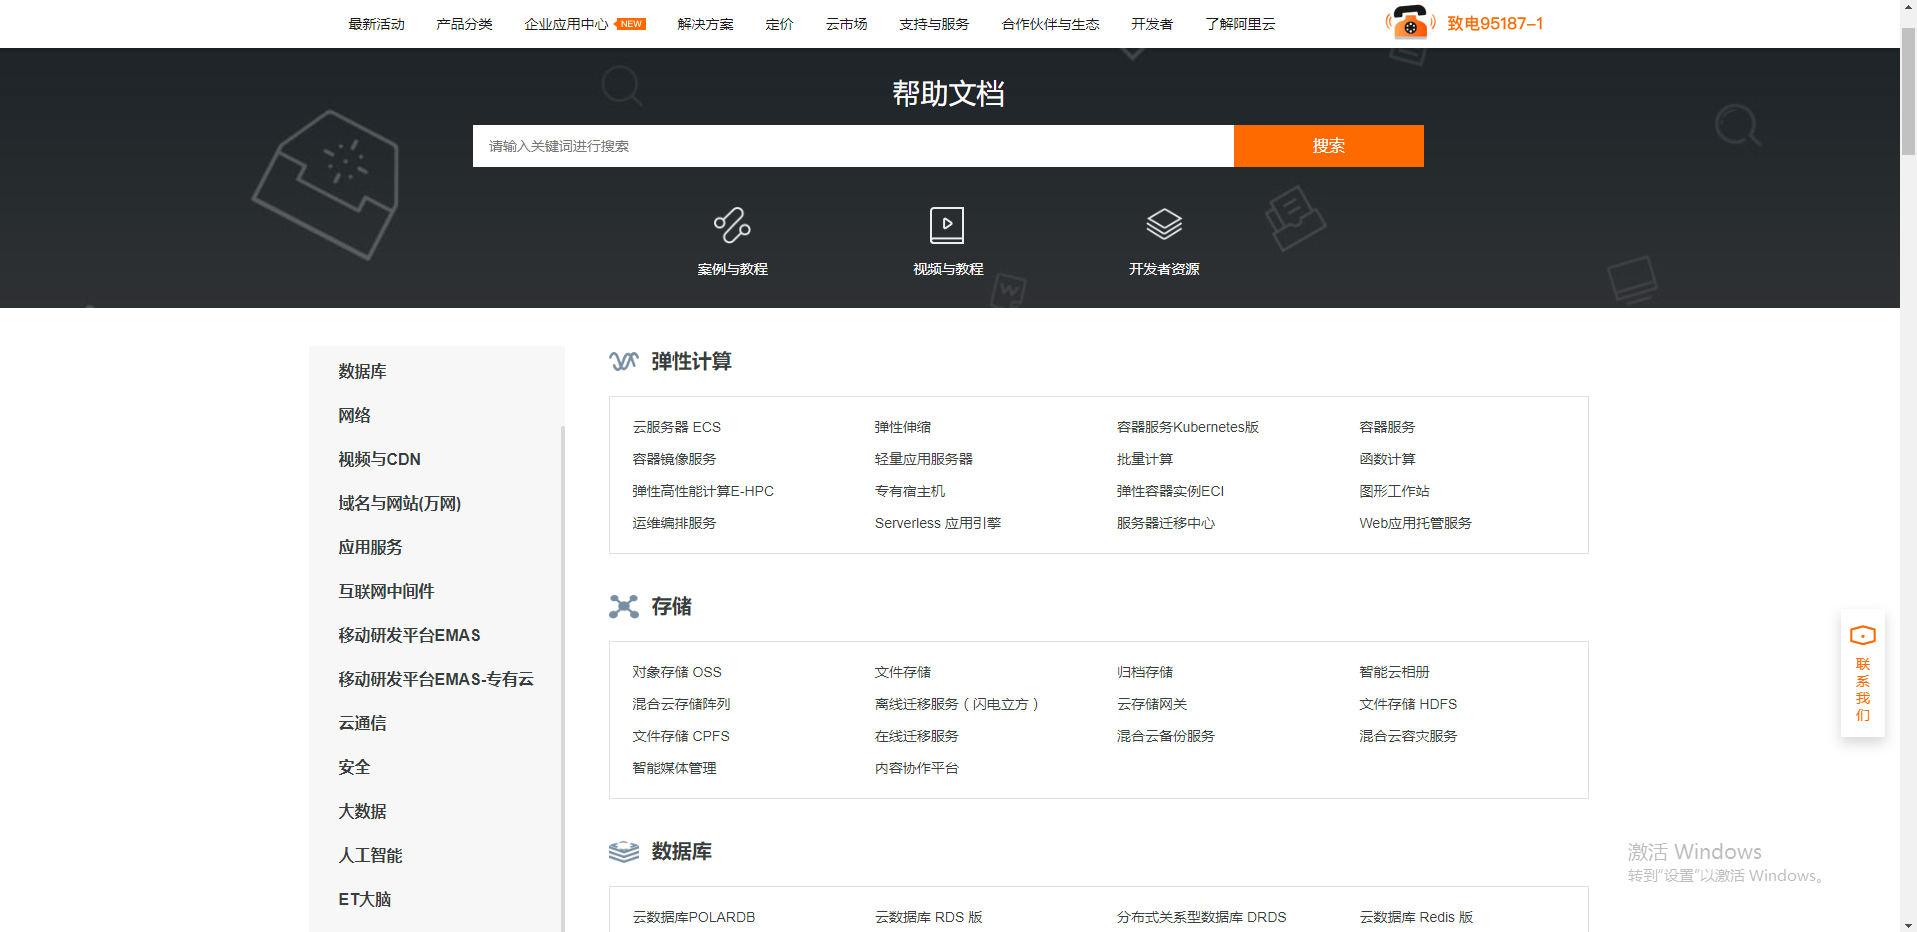 最新活动 产品分类 企业应用中心 NEW 解决方案 定价 云市场 支持与服务 合作伙伴与生态 开发者 了解阿里云 致电95187-1
帮助文档
请输入关键词进行搜索 搜索
案例与教程 视频与教程 开发者资源
数据库
网络
视频与CDN
域名与网站(万网)
应用服务
互联网中间件
移动研发平台EMAS
移动研发平台EMAS-专有云
云通信
安全
大数据
人工智能
ET大脑
弹性计算
云服务器 ECS 弹性伸缩 容器服务Kubernetes版 容器服务
容器镜像服务 轻量应用服务器 批量计算 函数计算
弹性高性能计算E-HPC 专有宿主机 弹性容器实例ECI 图形工作站
运维编排服务 Serverless 应用引擎 服务器迁移中心 Web应用托管服务
存储
对象存储 OSS 文件存储 归档存储 智能云相册
混合云存储阵列 离线迁移服务（闪电立方） 云存储网关 文件存储 HDFS
文件存储 CPFS 在线迁移服务 混合云备份服务 混合云容灾服务
智能媒体管理 内容协作平台
数据库
云数据库POLARDB 云数据库 RDS 版 分布式关系型数据库 DRDS 云数据库 Redis 版
联
系
我
们
激活 Windows
转到"设置"以激活 Windows。